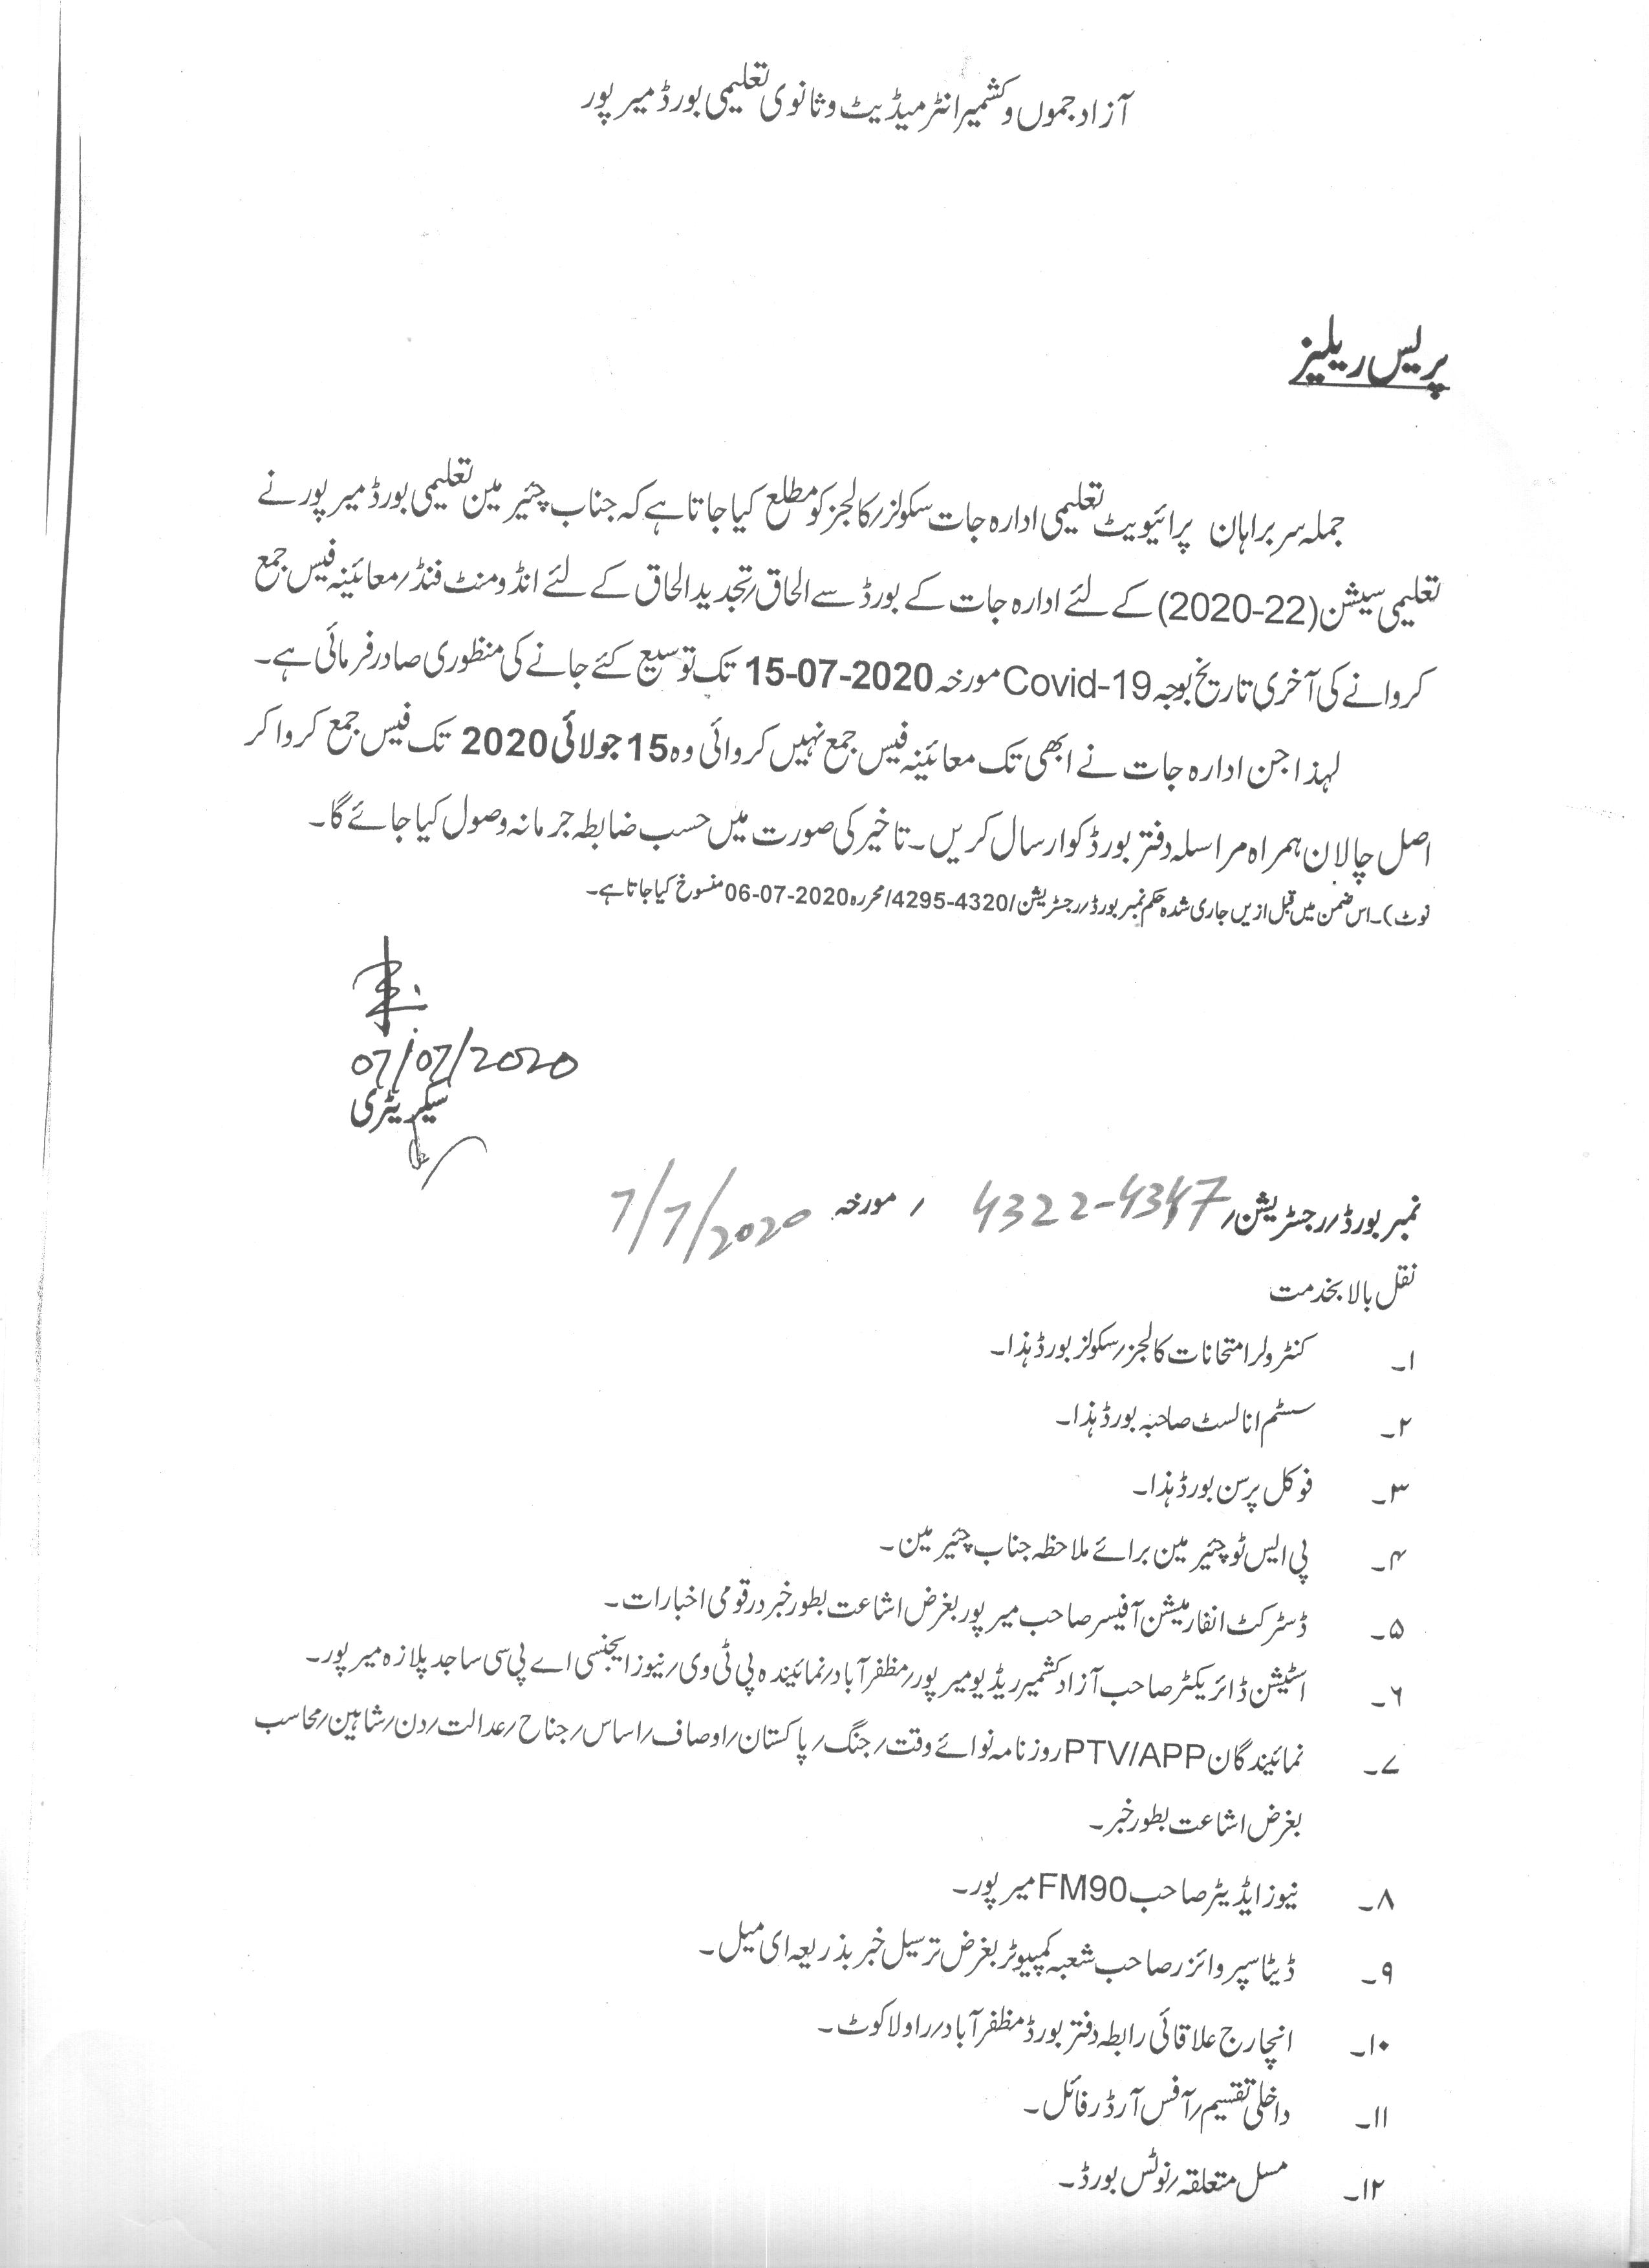 آزاد جموں و کشمیر انٹرمیڈیٹ و ثانوی تعلیمی بورڈ میرپور
پریس ریلیز
جملہ سربراہان پرائیویٹ تعلیمی ادارہ جات سکولز/کالجز کو مطلع کیا جاتا ہے کہ جناب چئیرمین تعلیمی بورڈ میرپور نے
تعلیمی سیشن (2020-22) کے لئے ادارہ جات کے بورڈ سے الحاق/تجدید الحاق کے لئے انڈومنٹ فنڈ/معائینہ فیس جمع
کروانے کی آخری تاریخ بوجہ Covid-19 مورخہ 15-07-2020 تک توسیع کئے جانے کی منظوری صادر فرمائی ہے۔
لہذا جن ادارہ جات نے ابھی تک معائینہ فیس جمع نہیں کروائی وہ 15 جولائی 2020 تک فیس جمع کروا کر
اصل چالان ہمراہ مراسلہ دفتر بورڈ کو ارسال کریں۔ تاخیر کی صورت میں حسب ضابطہ جرمانہ وصول کیا جائے گا۔
نوٹ)۔ اس ضمن میں قبل ازیں جاری شدہ حکم نمبر بورڈ/رجسٹریشن/4295-4320/ محررہ 06-07-2020 منسوخ کیا جاتا ہے۔
07/07/2020
سیکریٹری
نمبر بورڈ/رجسٹریشن/ 4322-4347 / مورخہ 7/7/2020
نقل بالا بخدمت
۱۔ کنٹرولر امتحانات کالجز/سکولز بورڈ ہذا۔
۲۔ سسٹم انالسٹ صاحبہ بورڈ ہذا۔
۳۔ فوکل پرسن بورڈ ہذا۔
۴۔ پی ایس ٹو چئیرمین برائے ملاحظہ جناب چئیرمین۔
۵۔ ڈسٹرکٹ انفارمیشن آفیسر صاحب میرپور بغرض اشاعت بطور خبر در قومی اخبارات۔
۶۔ اسٹیشن ڈائریکٹر صاحب آزاد کشمیر ریڈیو میرپور/مظفرآباد/نمائیندہ پی ٹی وی/نیوز ایجنسی اے پی سی ساجد پلازہ میرپور۔
۷۔ نمائیندگان PTV/APP روزنامہ نوائے وقت/جنگ/پاکستان/اوصاف/اساس/جناح/عدالت/دن/شاہین/محاسب
بغرض اشاعت بطور خبر۔
۸۔ نیوز ایڈیٹر صاحب FM90 میرپور۔
۹۔ ڈیٹا سپروائزر صاحب شعبہ کمپیوٹر بغرض ترسیل خبر بذریعہ ای میل۔
۱۰۔ انچارج علاقائی رابطہ دفتر بورڈ مظفرآباد/راولاکوٹ۔
۱۱۔ داخلی تقسیم/آفس آرڈر فائل۔
۱۲۔ مسل متعلقہ/نوٹس بورڈ۔